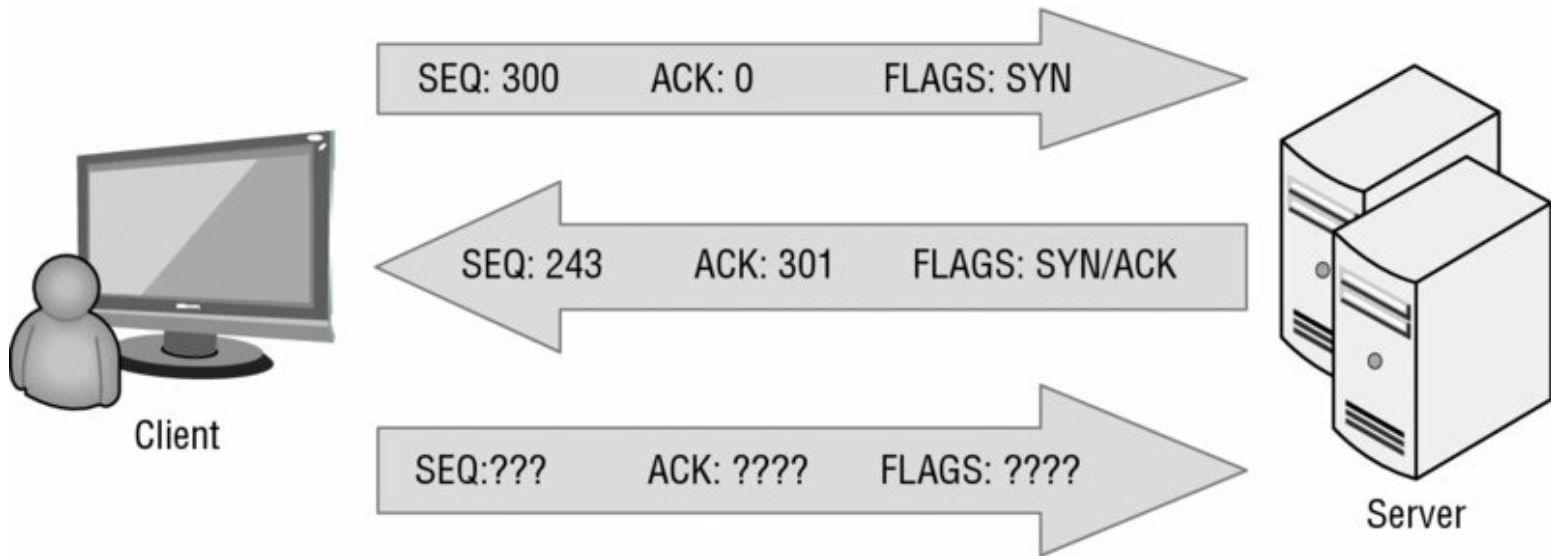 SEQ: 300 ACK: 0 FLAGS: SYN
SEQ: 243 ACK: 301 FLAGS: SYN/ACK
Client
SEQ:??? ACK: ???? FLAGS: ????
Server